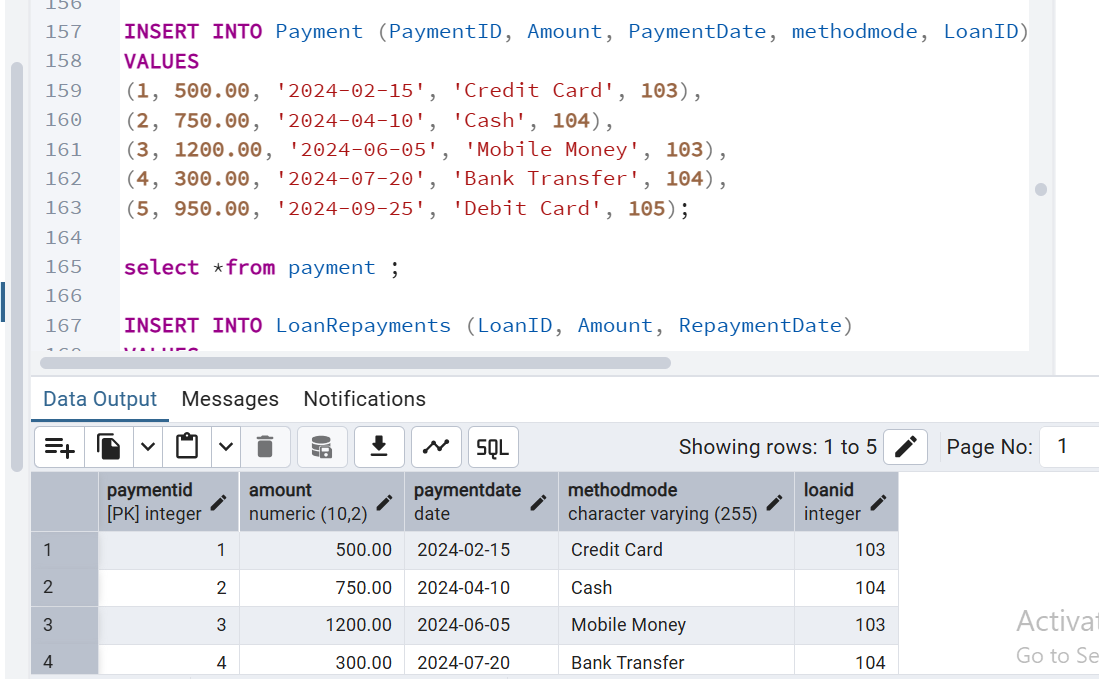 156
157 INSERT INTO Payment (PaymentID, Amount, PaymentDate, methodmode, LoanID)
158 VALUES
159 (1, 500.00, '2024-02-15', 'Credit Card', 103),
160 (2, 750.00, '2024-04-10', 'Cash', 104),
161 (3, 1200.00, '2024-06-05', 'Mobile Money', 103),
162 (4, 300.00, '2024-07-20', 'Bank Transfer', 104),
163 (5, 950.00, '2024-09-25', 'Debit Card', 105);
164
165 select *from payment ;
166
167 INSERT INTO LoanRepayments (LoanID, Amount, RepaymentDate)
168 VALUES
Data Output Messages Notifications
SQL Showing rows: 1 to 5 Page No: 1
paymentid amount paymentdate methodmode loanid
[PK] integer numeric (10,2) date character varying (255) integer
1 1 500.00 2024-02-15 Credit Card 103
2 2 750.00 2024-04-10 Cash 104
3 3 1200.00 2024-06-05 Mobile Money 103
4 4 300.00 2024-07-20 Bank Transfer 104
Activat
Go to Se